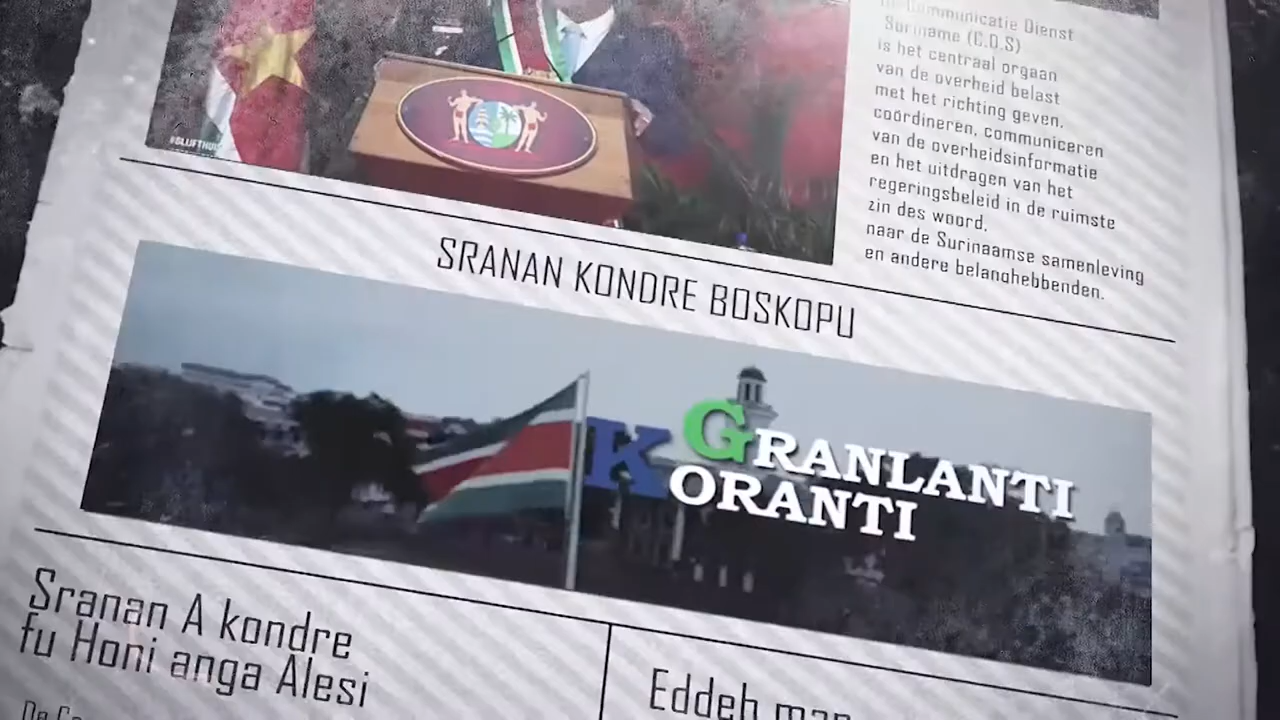 Communicatie Dienst
Suriname (C.D.S)
is het centraal orgaan
van de overheid belast
met het richting geven,
coördineren, communiceren
van de overheidsinformatie
en het uitdragen van het
regeringsbeleid in de ruimste
zin des woord,
naar de Surinaamse samenleving
en andere belanghebbenden.
SRANAN KONDRE BOSKOPU
GRANLANTI
KORANTI
Sranan A kondre
fu Honi anga Alesi
Eddeh man